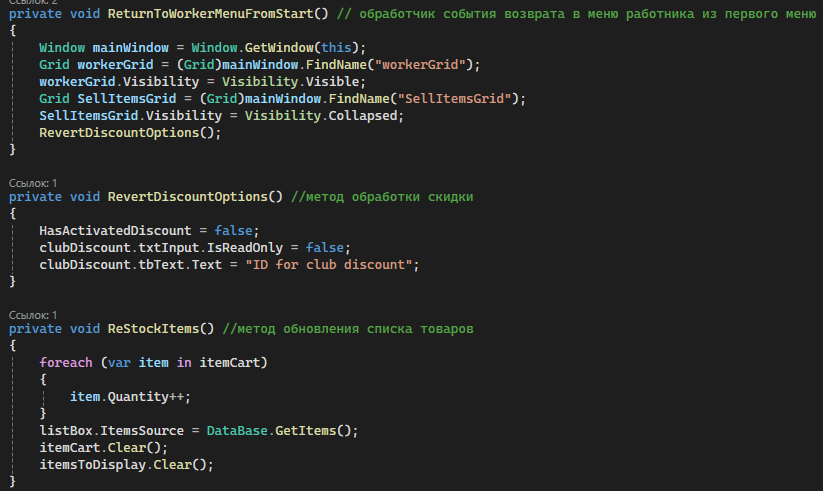 Ссылок: 2
private void ReturnToWorkerMenuFromStart() // обработчик события возврата в меню работника из первого меню
{
    Window mainWindow = Window.GetWindow(this);
    Grid workerGrid = (Grid)mainWindow.FindName("workerGrid");
    workerGrid.Visibility = Visibility.Visible;
    Grid SellItemsGrid = (Grid)mainWindow.FindName("SellItemsGrid");
    SellItemsGrid.Visibility = Visibility.Collapsed;
    RevertDiscountOptions();
}
Ссылок: 1
private void RevertDiscountOptions() //метод обработки скидки
{
    HasActivatedDiscount = false;
    clubDiscount.txtInput.IsReadOnly = false;
    clubDiscount.tbText.Text = "ID for club discount";
}
Ссылок: 1
private void ReStockItems() //метод обновления списка товаров
{
    foreach (var item in itemCart)
    {
        item.Quantity++;
    }
    listBox.ItemsSource = DataBase.GetItems();
    itemCart.Clear();
    itemsToDisplay.Clear();
}